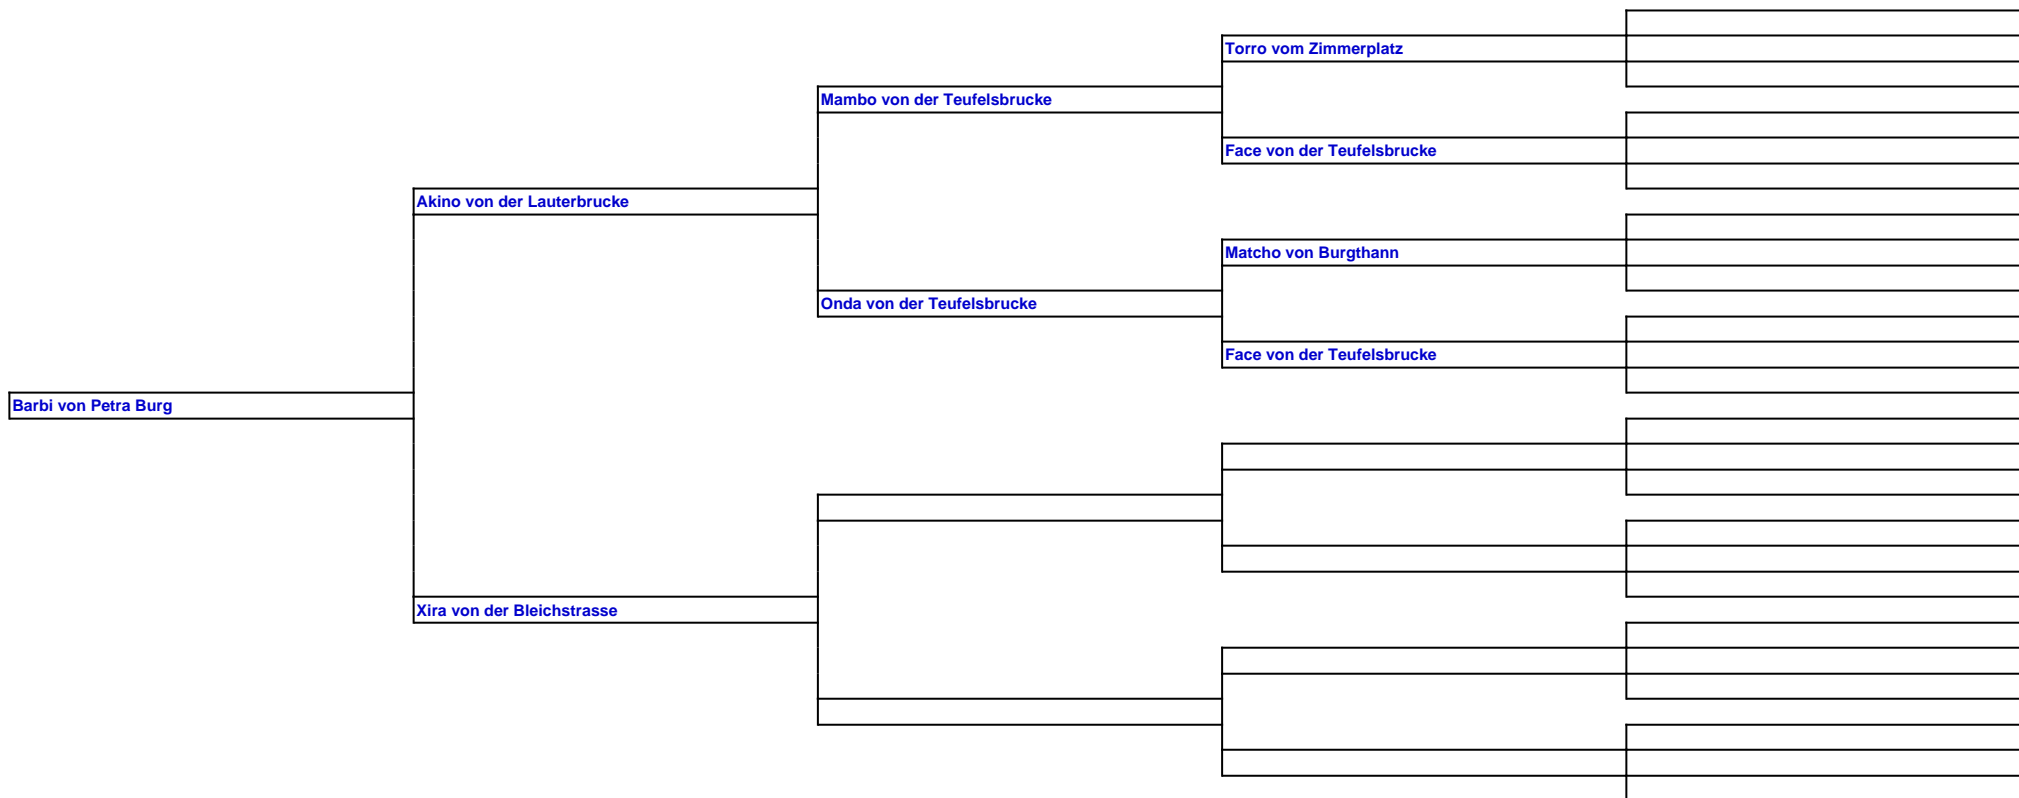 Torro vom Zimmerplatz
Mambo von der Teufelsbrucke
Face von der Teufelsbrucke
Akino von der Lauterbrucke
Matcho von Burgthann
Onda von der Teufelsbrucke
Face von der Teufelsbrucke
Barbi von Petra Burg
Xira von der Bleichstrasse